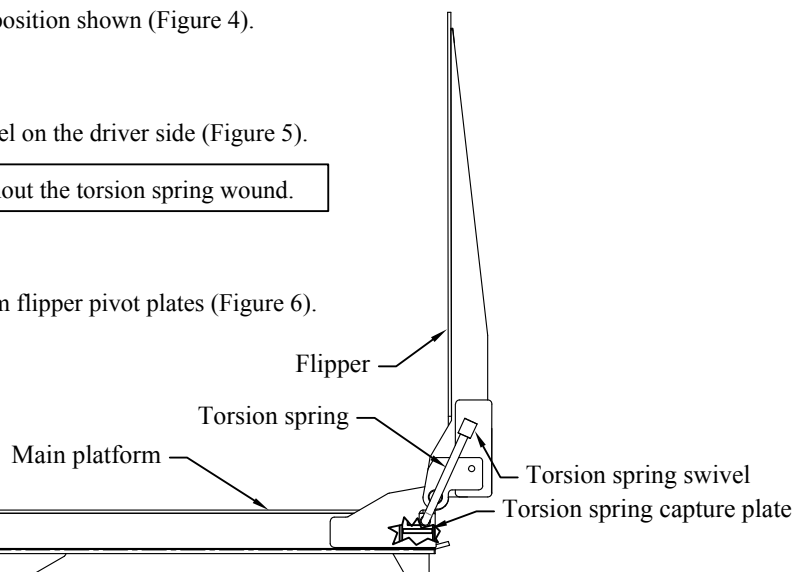 position shown (Figure 4).
el on the driver side (Figure 5).
out the torsion spring wound.
flipper pivot plates (Figure 6).
Flipper
Torsion spring
Main platform
Torsion spring swivel
Torsion spring capture plate